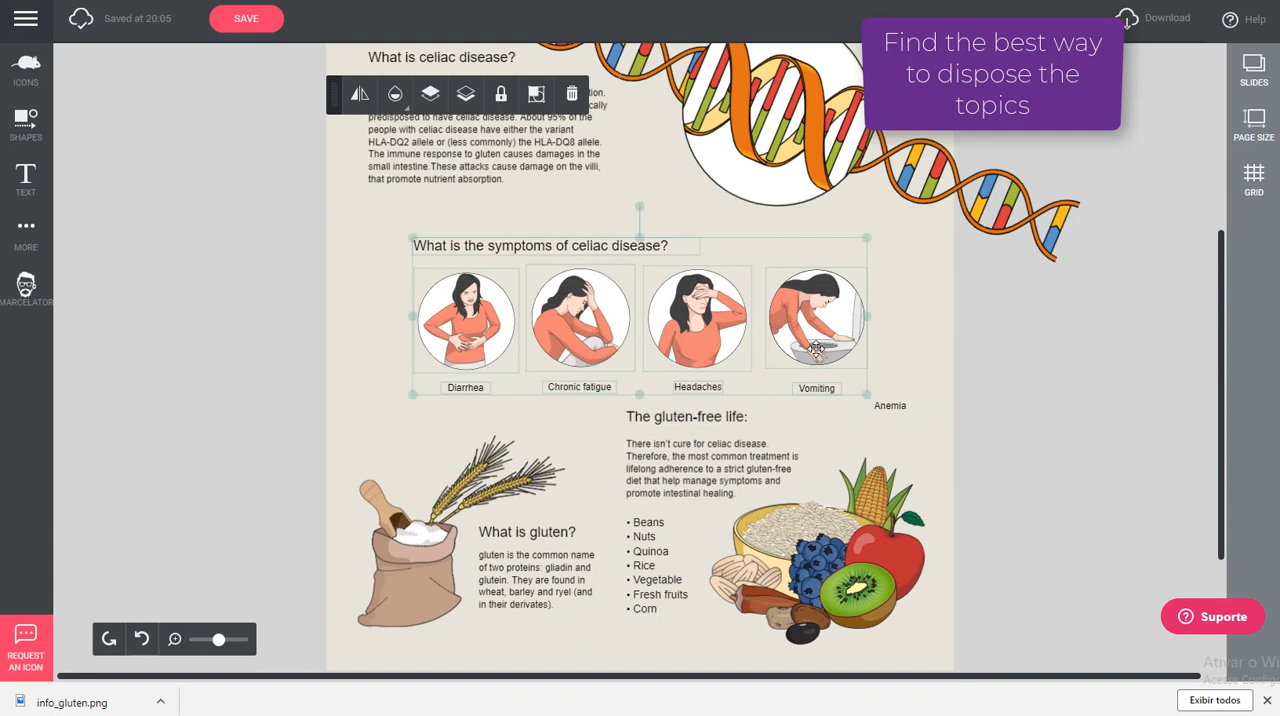 Saved at 20:05
SAVE
Download
Help
Find the best way
to dispose the
topics
ICONS
SHAPES
TEXT
MORE
MARCELATOR
REQUEST
AN ICON
SLIDES
PAGE SIZE
GRID
What is celiac disease?
predisposed to have celiac disease. About 95% of the
people with celiac disease have either the variant
HLA-DQ2 allele or (less commonly) the HLA-DQ8 allele.
The immune response to gluten causes damages in the
small intestine.These attacks cause damage on the villi,
that promote nutrient absorption.
What is the symptoms of celiac disease?
Diarrhea
Chronic fatigue
Headaches
Vomiting
Anemia
The gluten-free life:
There isn't cure for celiac disease.
Therefore, the most common treatment is
lifelong adherence to a strict gluten-free
diet that help manage symptoms and
promote intestinal healing.
• Beans
• Nuts
• Quinoa
• Rice
• Vegetable
• Fresh fruits
• Corn
What is gluten?
gluten is the common name
of two proteins: gliadin and
glutein. They are found in
wheat, barley and ryel (and
in their derivates).
Suporte
Ativar o Wi
Acesse Configu
info_gluten.png
Exibir todos